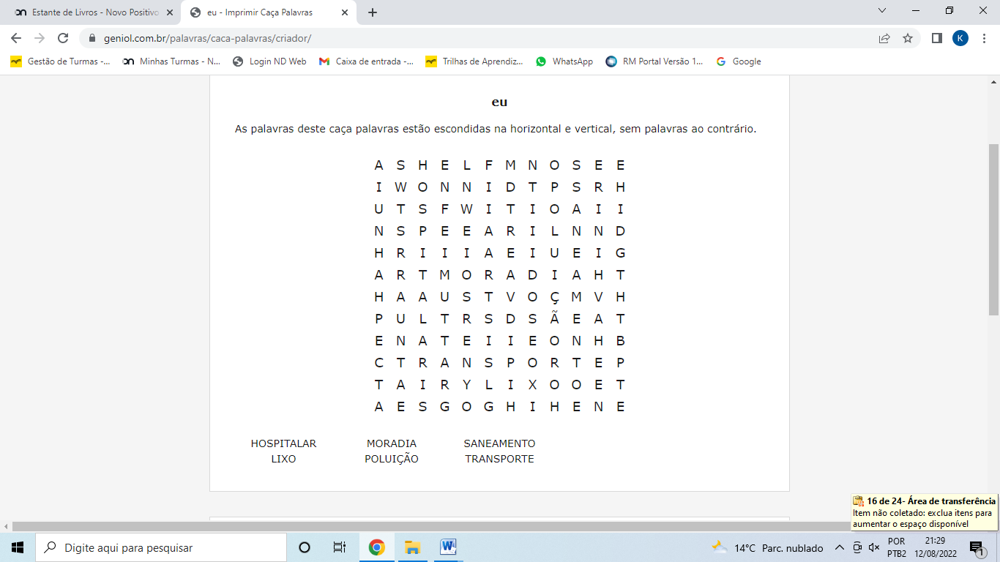 Estante de Livros - Novo Positivo
eu - Imprimir Caça Palavras
geniol.com.br/palavras/caca-palavras/criador/
K
Gestão de Turmas -...
Minhas Turmas - N...
Login ND Web
Caixa de entrada -...
Trilhas de Aprendiz...
WhatsApp
RM Portal Versão 1...
Google
eu
As palavras deste caça palavras estão escondidas na horizontal e vertical, sem palavras ao contrário.
A S H E L F M N O S E E
I W O N N I D T P S R H
U T S F W I T I O A I I
N S P E E A R I L N N D
H R I I I A E I U E I G
A R T M O R A D I A H T
H A A U S T V O Ç M V H
P U L T R S D S Ã E A T
E N A T E I I E O N H B
C T R A N S P O R T E P
T A I R Y L I X O O E T
A E S G O G H I H E N E
HOSPITALAR MORADIA SANEAMENTO
LIXO POLUIÇÃO TRANSPORTE
16 de 24- Área de transferência
Item não coletado: exclua itens para
aumentar o espaço disponível
Digite aqui para pesquisar
14°C Parc. nublado
POR
PTB2
21:29
12/08/2022
1